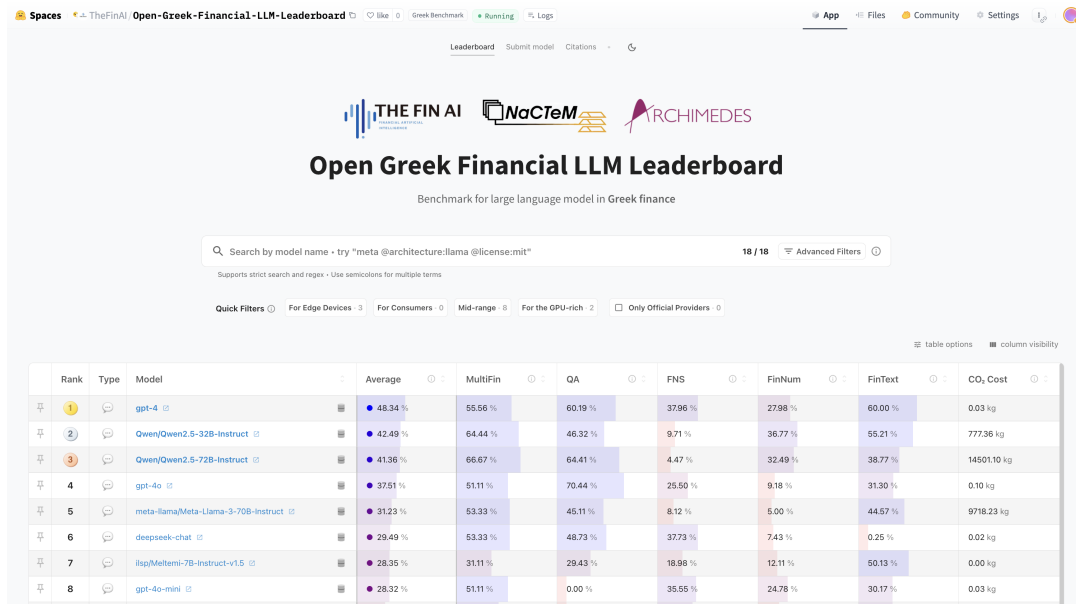 Spaces TheFinAI/Open-Greek-Financial-LLM-Leaderboard like 0 Greek Benchmark Running Logs App Files Community Settings
Leaderboard Submit model Citations
THE FIN AI NaCTeM ARCHIMEDES
FINANCIAL ARTIFICIAL
INTELLIGENCE
Open Greek Financial LLM Leaderboard
Benchmark for large language model in Greek finance
Search by model name • try "meta @architecture:llama @license:mit" 18 / 18 Advanced Filters
Supports strict search and regex • Use semicolons for multiple terms
Quick Filters For Edge Devices · 3 For Consumers · 0 Mid-range · 8 For the GPU-rich · 2 Only Official Providers · 0
table options column visibility
Rank Type Model Average MultiFin QA FNS FinNum FinText CO₂ Cost
1 gpt-4 48.34 % 55.56 % 60.19 % 37.96 % 27.98 % 60.00 % 0.03 kg
2 Qwen/Qwen2.5-32B-Instruct 42.49 % 64.44 % 46.32 % 9.71 % 36.77 % 55.21 % 777.36 kg
3 Qwen/Qwen2.5-72B-Instruct 41.36 % 66.67 % 64.41 % 4.47 % 32.49 % 38.77 % 14501.10 kg
4 gpt-4o 37.51 % 51.11 % 70.44 % 25.50 % 9.18 % 31.30 % 0.10 kg
5 meta-llama/Meta-Llama-3-70B-Instruct 31.23 % 53.33 % 45.11 % 8.12 % 5.00 % 44.57 % 9718.23 kg
6 deepseek-chat 29.49 % 53.33 % 48.73 % 37.73 % 7.43 % 0.25 % 0.02 kg
7 ilsp/Meltemi-7B-Instruct-v1.5 28.35 % 31.11 % 29.43 % 18.98 % 12.11 % 50.13 % 0.00 kg
8 gpt-4o-mini 28.32 % 51.11 % 0.00 % 35.55 % 24.78 % 30.17 % 0.03 kg